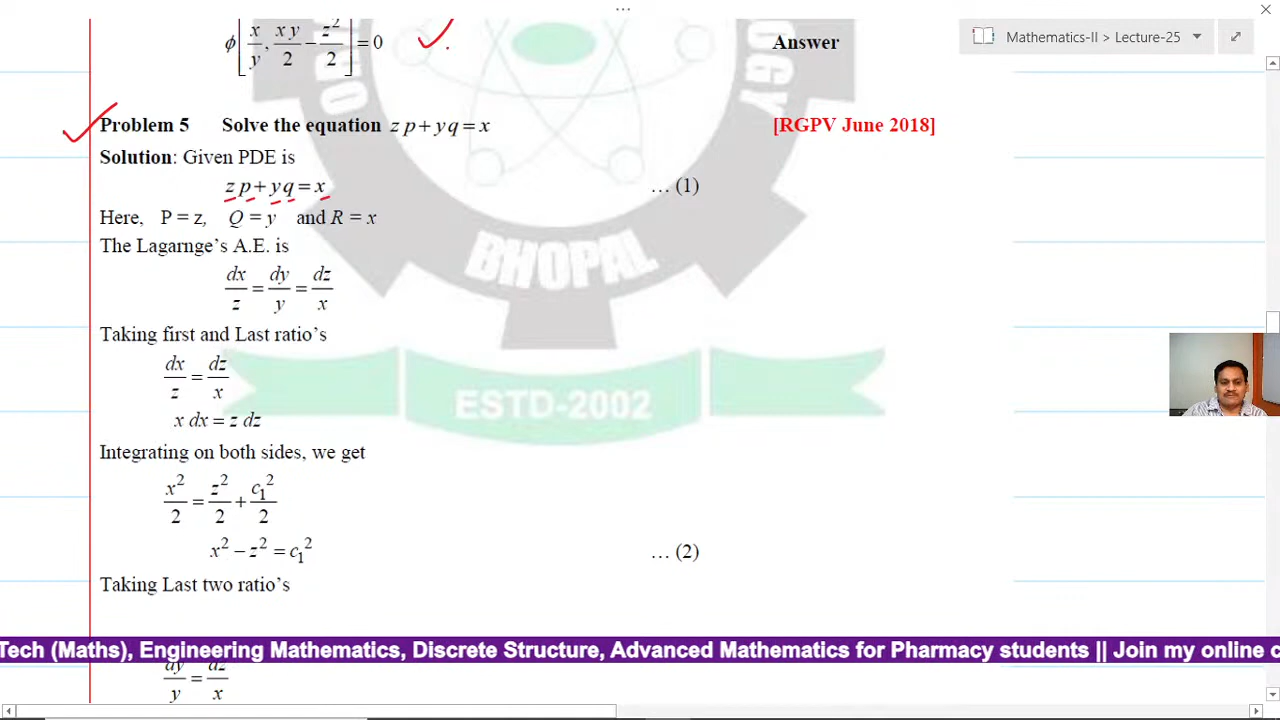 Mathematics-II > Lecture-25
ϕ[x/y, xy/2 − z²/2] = 0
Answer
Problem 5 Solve the equation z p + y q = x [RGPV June 2018]
Solution: Given PDE is
z p + y q = x … (1)
Here, P = z, Q = y and R = x
The Lagarnge's A.E. is
dx/z = dy/y = dz/x
Taking first and Last ratio's
dx/z = dz/x
x dx = z dz
Integrating on both sides, we get
x²/2 = z²/2 + c₁²/2
x² − z² = c₁² … (2)
Taking Last two ratio's
Tech (Maths), Engineering Mathematics, Discrete Structure, Advanced Mathematics for Pharmacy students || Join my online c
dy/y = dz/x
BHOPAL
ESTD-2002
OGY